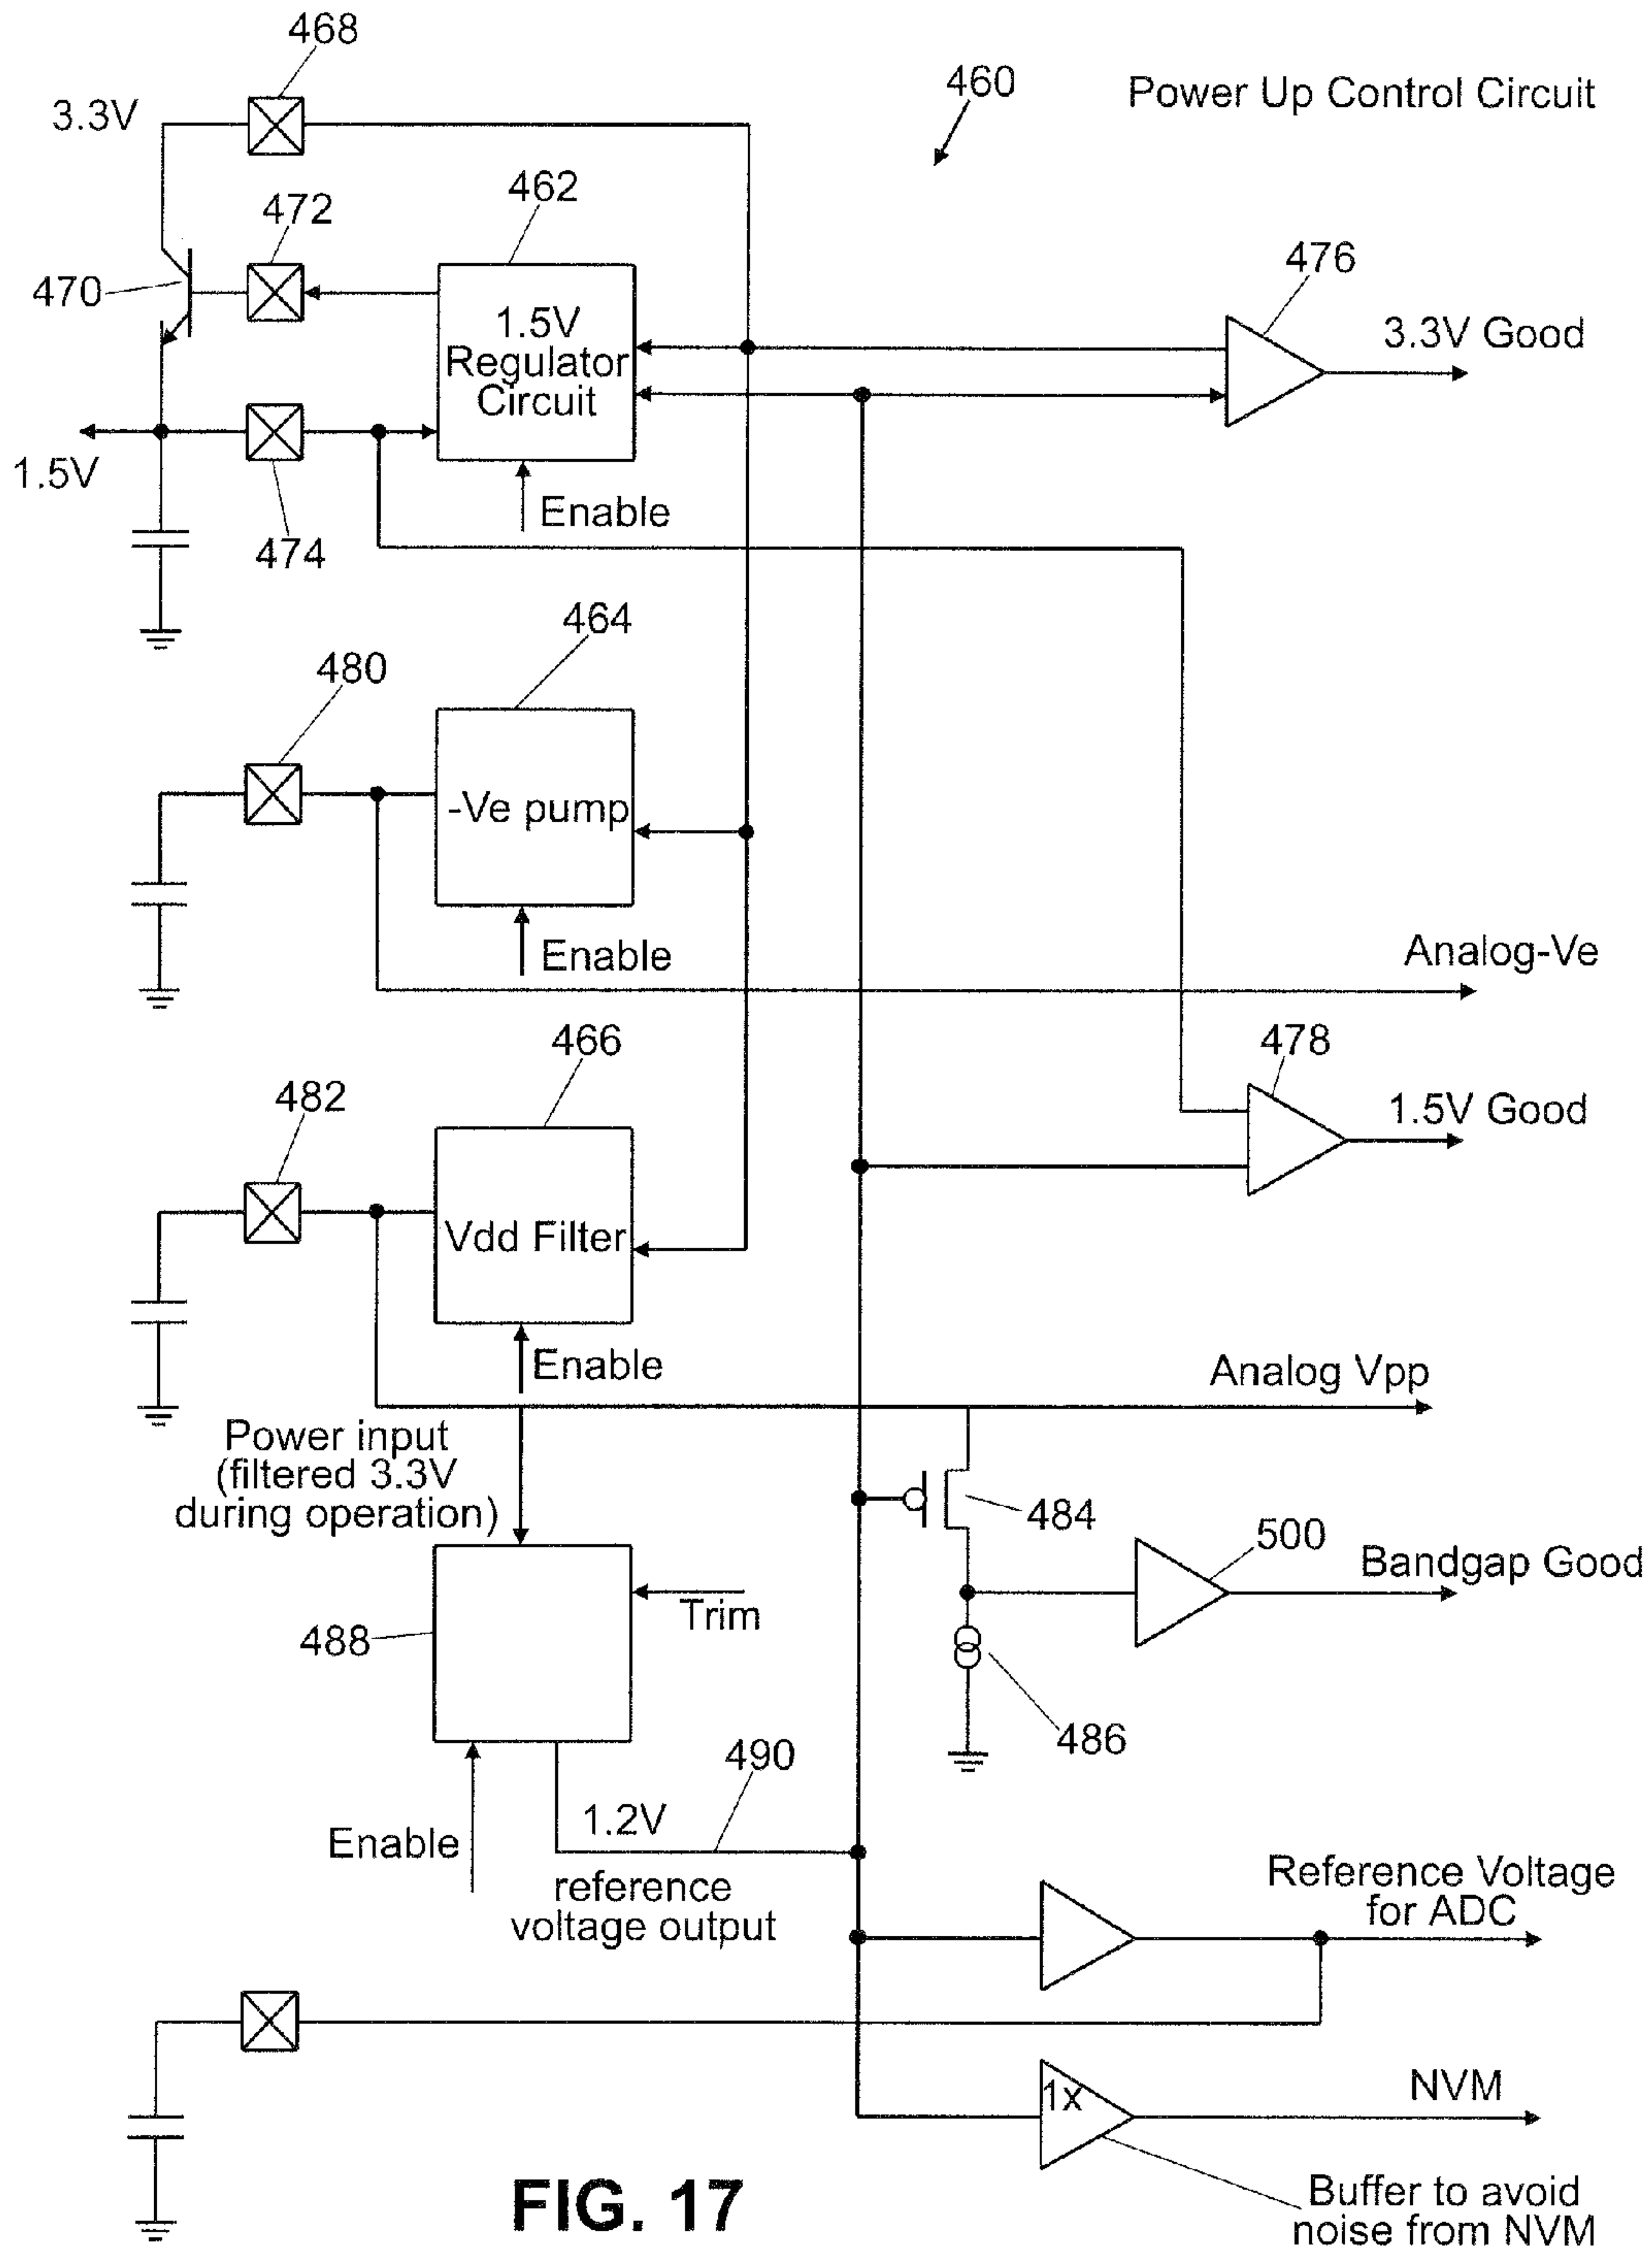 468
460
Power Up Control Circuit
3.3V
472
462
476
470
1.5V
Regulator
Circuit
3.3V Good
1.5V
474
Enable
464
480
-Ve pump
Enable
Analog-Ve
466
478
482
1.5V Good
Vdd Filter
Enable
Analog Vpp
Power input
(filtered 3.3V
during operation)
484
500
Bandgap Good
Trim
488
486
490
1.2V
Enable
reference
voltage output
Reference Voltage
for ADC
1x
NVM
FIG. 17
Buffer to avoid
noise from NVM